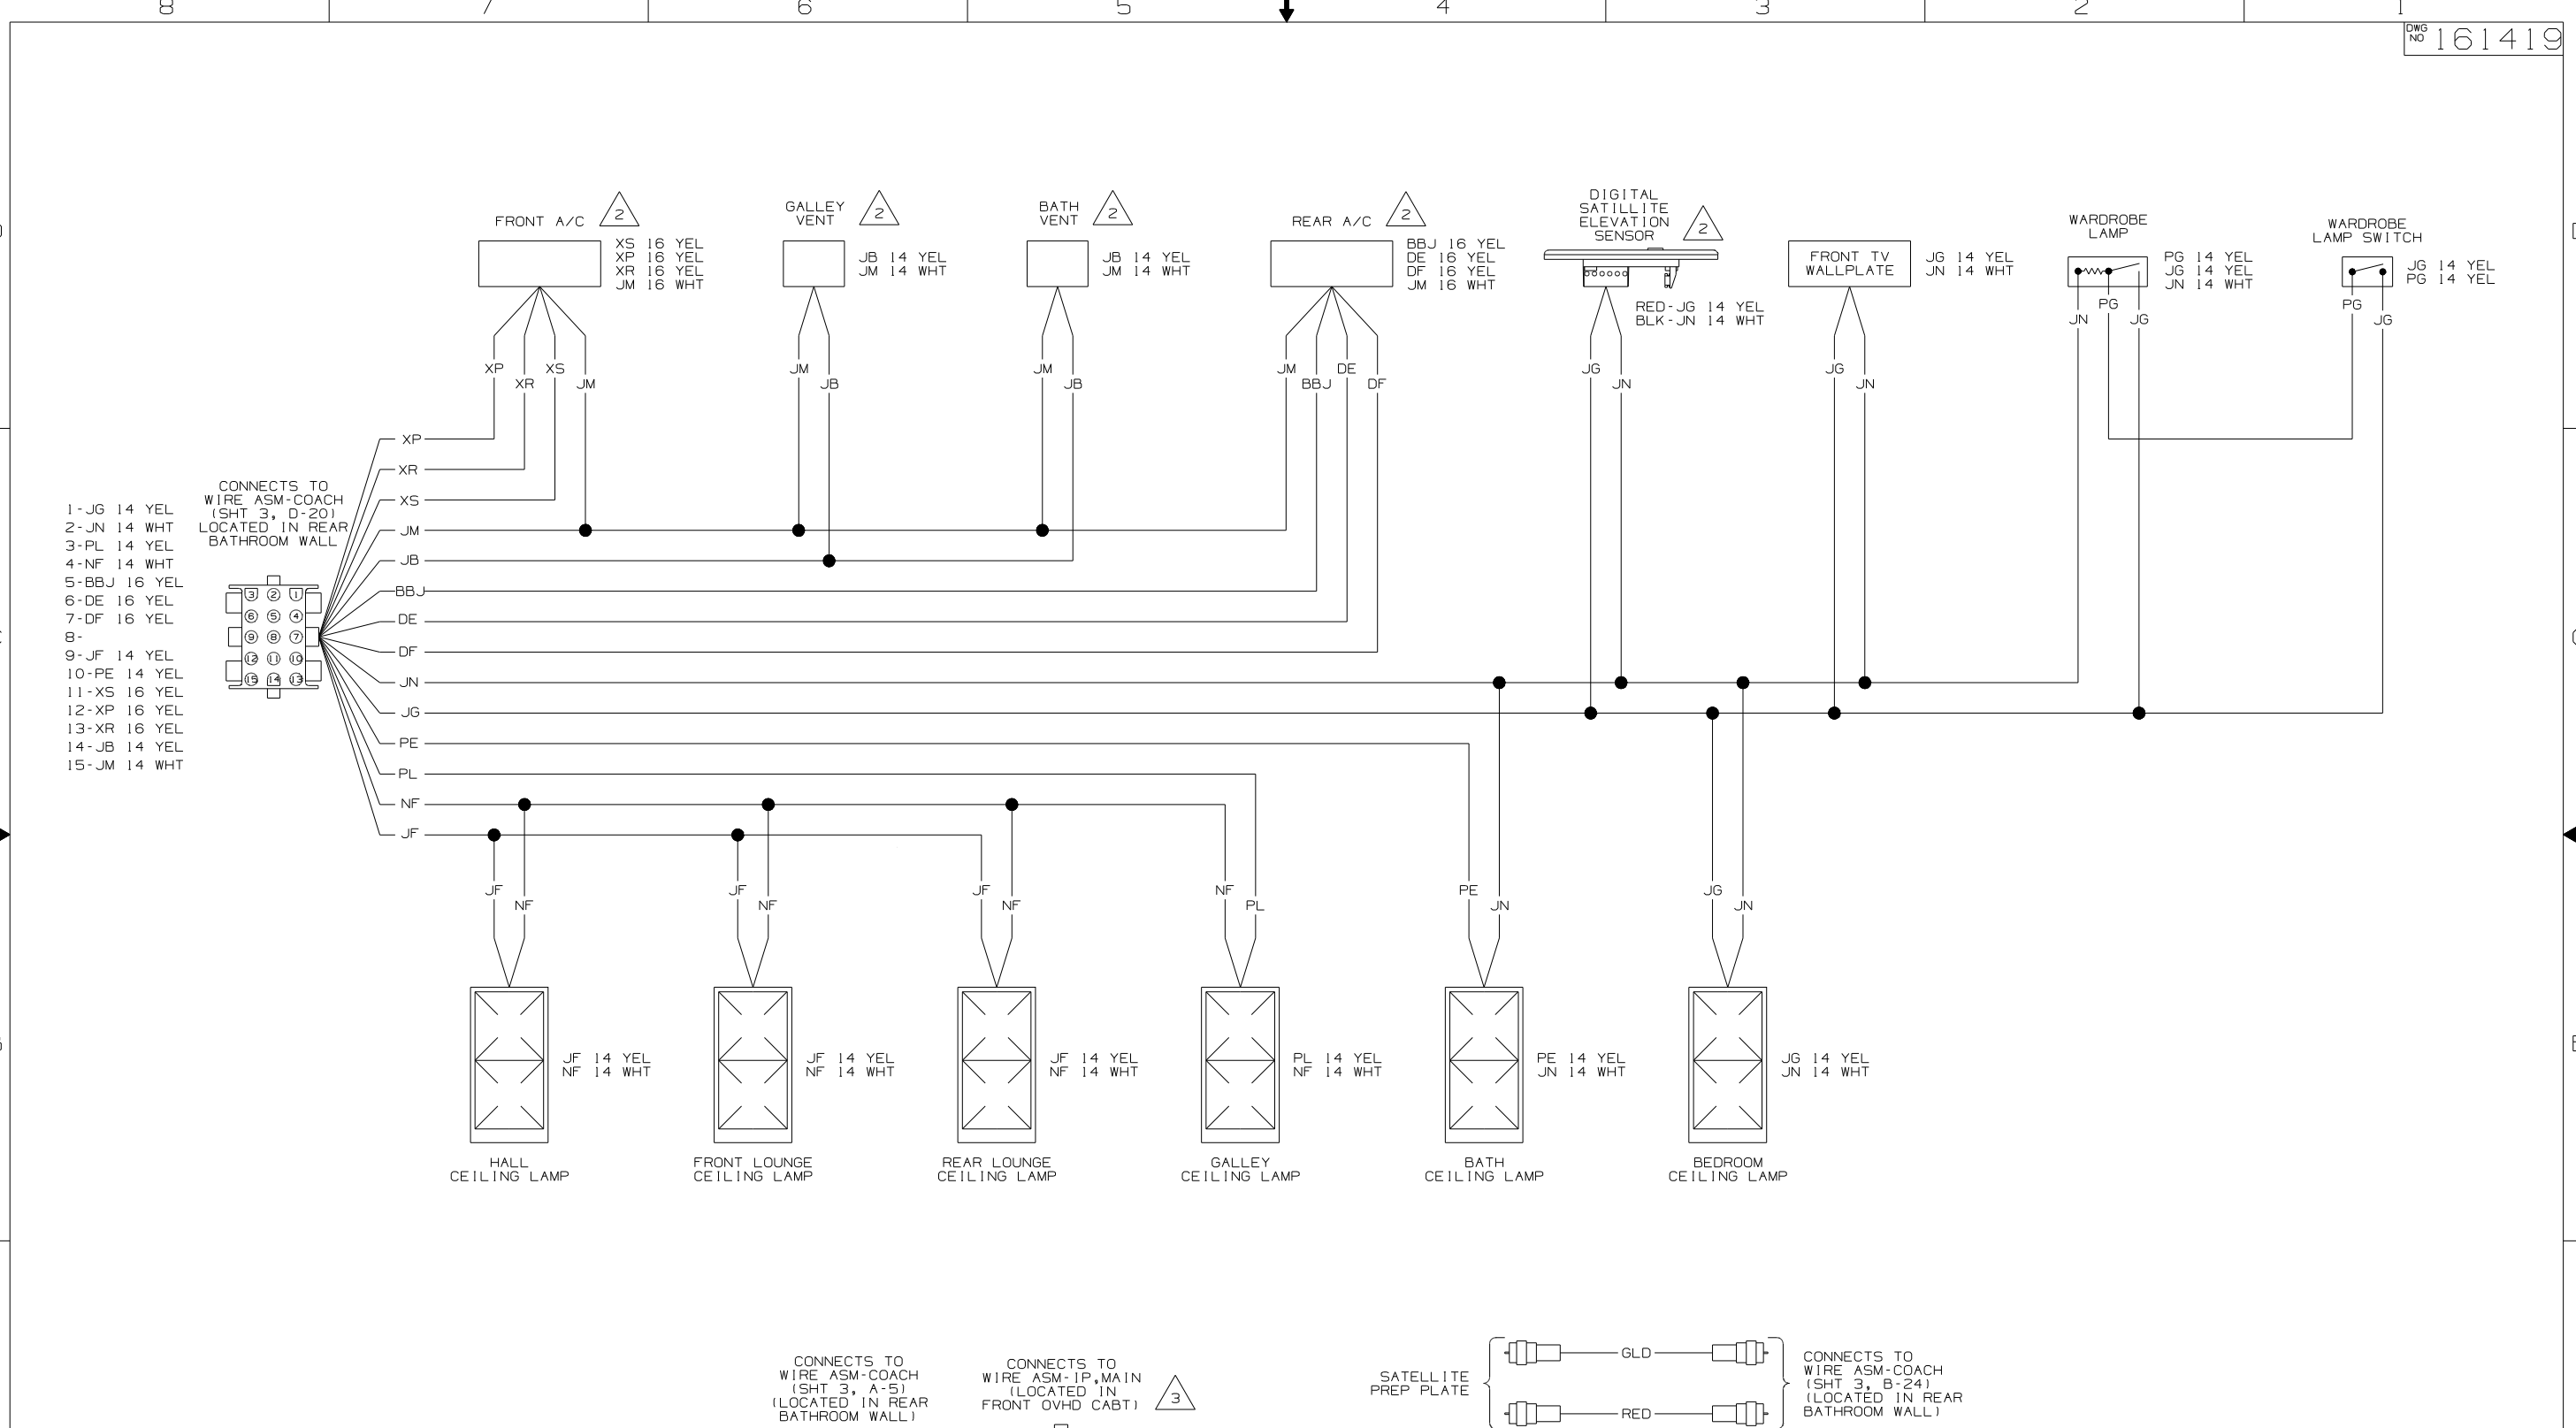 8 7 6 5 4 3 2 1
DWG
NO 161419
FRONT A/C 2
XS 16 YEL
XP 16 YEL
XR 16 YEL
JM 16 WHT
GALLEY
VENT 2
JB 14 YEL
JM 14 WHT
BATH
VENT 2
JB 14 YEL
JM 14 WHT
REAR A/C 2
BBJ 16 YEL
DE 16 YEL
DF 16 YEL
JM 16 WHT
DIGITAL
SATILLITE
ELEVATION
SENSOR 2
RED-JG 14 YEL
BLK-JN 14 WHT
FRONT TV
WALLPLATE
JG 14 YEL
JN 14 WHT
WARDROBE
LAMP
PG 14 YEL
JG 14 YEL
JN 14 WHT
WARDROBE
LAMP SWITCH
JG 14 YEL
PG 14 YEL
JN PG JG
PG JG
XP XR XS JM
JM JB
JM JB
JM BBJ DE DF
JG JN
JG JN
CONNECTS TO
WIRE ASM-COACH
(SHT 3, D-20)
LOCATED IN REAR
BATHROOM WALL
1-JG 14 YEL
2-JN 14 WHT
3-PL 14 YEL
4-NF 14 WHT
5-BBJ 16 YEL
6-DE 16 YEL
7-DF 16 YEL
8-
9-JF 14 YEL
10-PE 14 YEL
11-XS 16 YEL
12-XP 16 YEL
13-XR 16 YEL
14-JB 14 YEL
15-JM 14 WHT
3 2 1
6 5 4
9 8 7
12 11 10
15 14 13
XP
XR
XS
JM
JB
BBJ
DE
DF
JN
JG
PE
PL
NF
JF
JF NF
JF NF
JF NF
NF PL
PE JN
JG JN
JF 14 YEL
NF 14 WHT
HALL
CEILING LAMP
JF 14 YEL
NF 14 WHT
FRONT LOUNGE
CEILING LAMP
JF 14 YEL
NF 14 WHT
REAR LOUNGE
CEILING LAMP
PL 14 YEL
NF 14 WHT
GALLEY
CEILING LAMP
PE 14 YEL
JN 14 WHT
BATH
CEILING LAMP
JG 14 YEL
JN 14 WHT
BEDROOM
CEILING LAMP
CONNECTS TO
WIRE ASM-COACH
(SHT 3, A-5)
(LOCATED IN REAR
BATHROOM WALL)
CONNECTS TO
WIRE ASM-IP,MAIN
(LOCATED IN
FRONT OVHD CABT) 3
SATELLITE
PREP PLATE
GLD
RED
CONNECTS TO
WIRE ASM-COACH
(SHT 3, B-24)
(LOCATED IN REAR
BATHROOM WALL)